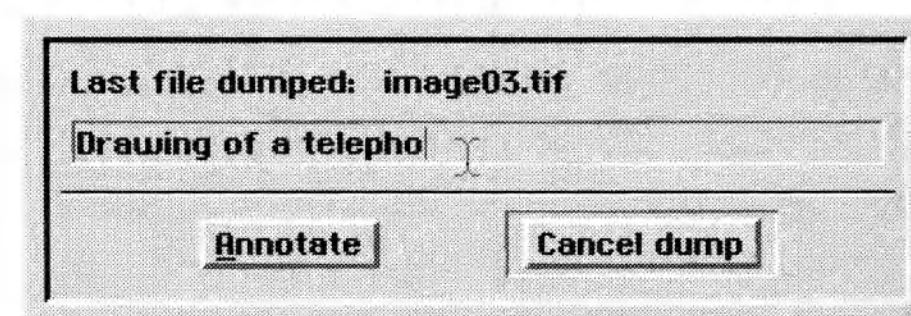 Last file dumped: image03.tif
Drawing of a telepho
Annotate
Cancel dump